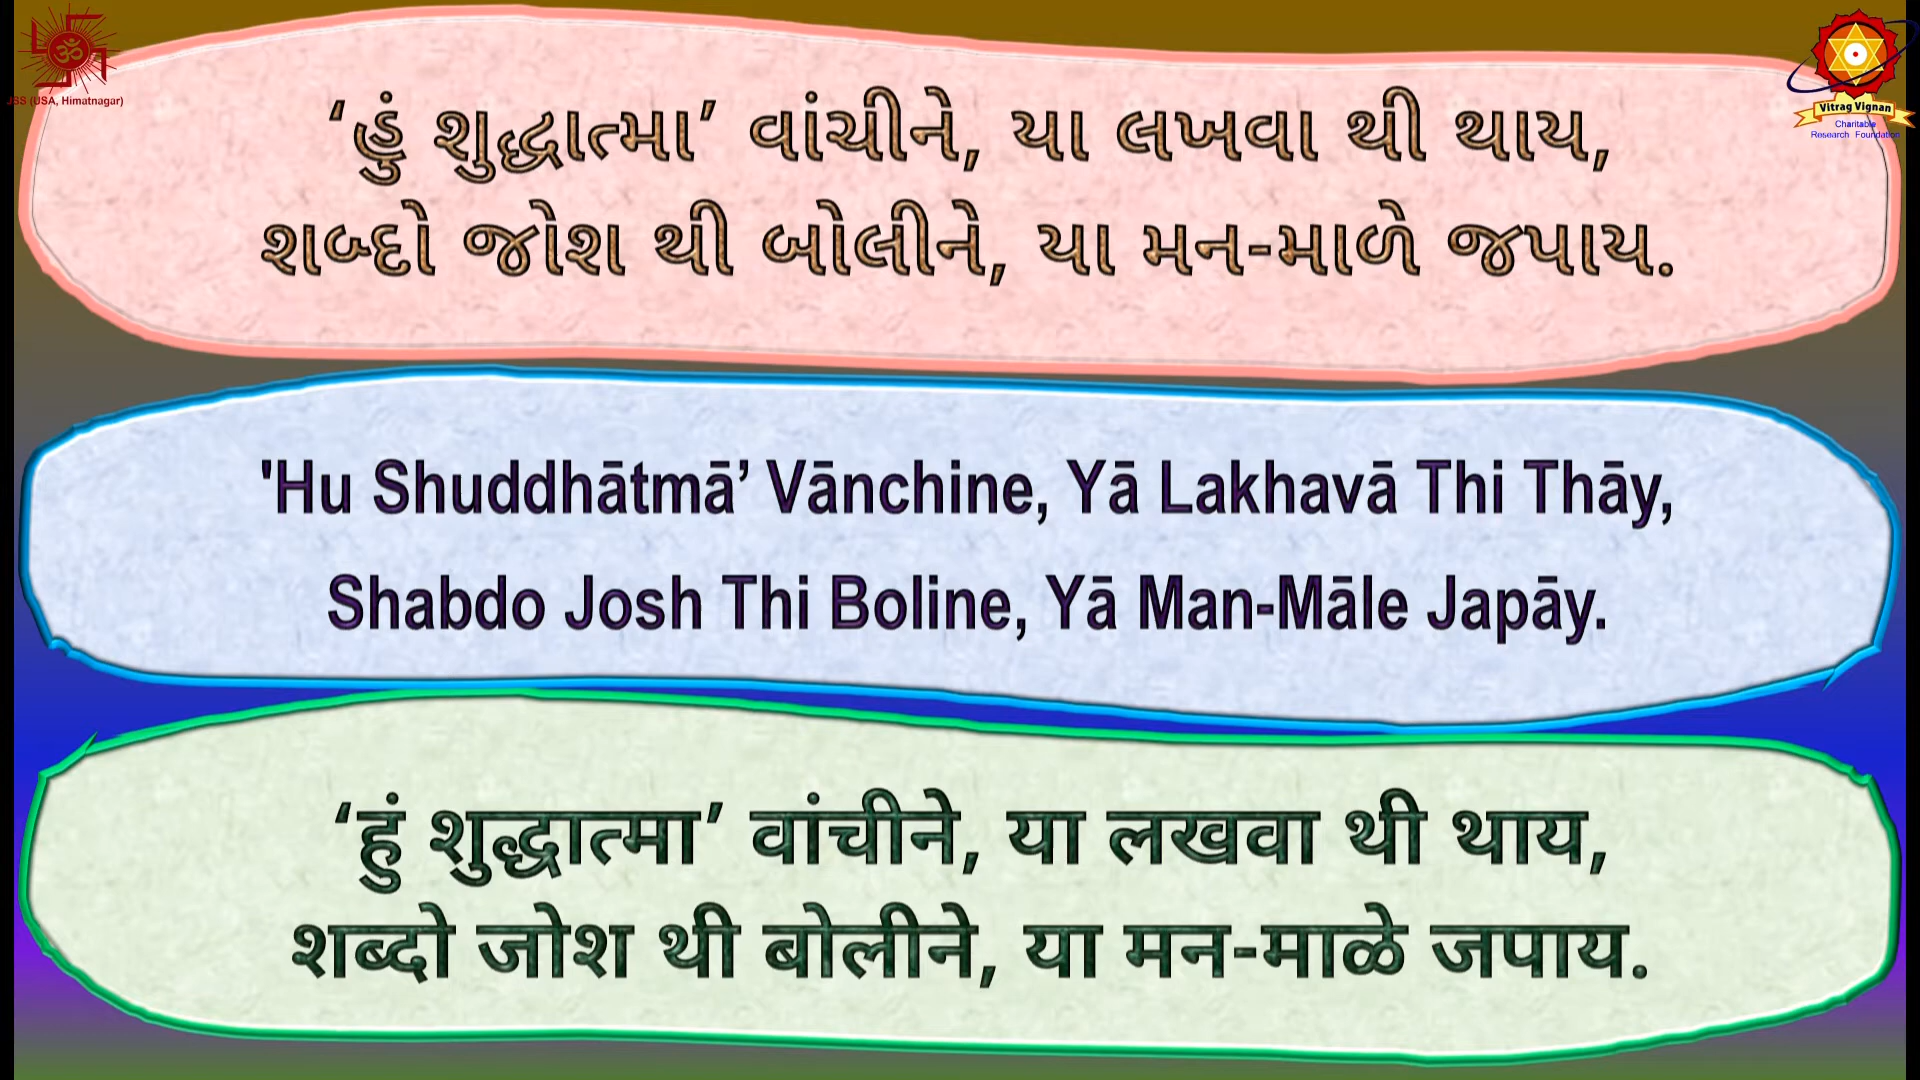 JSS (USA, Himatnagar)
Vitrag Vignan
Charitable
Research Foundation
‘હું શુદ્ધાત્મા’ વાંચીને, યા લખવા થી થાય,
શબ્દો જોશ થી બોલીને, યા મન-માળે જપાય.
'Hu Shuddhātmā’ Vānchine, Yā Lakhavā Thi Thāy,
Shabdo Josh Thi Boline, Yā Man-Māle Japāy.
‘हुं शुद्धात्मा’ वांचीने, या लखवा थी थाय,
शब्दो जोश थी बोलीने, या मन-माळे जपाय.